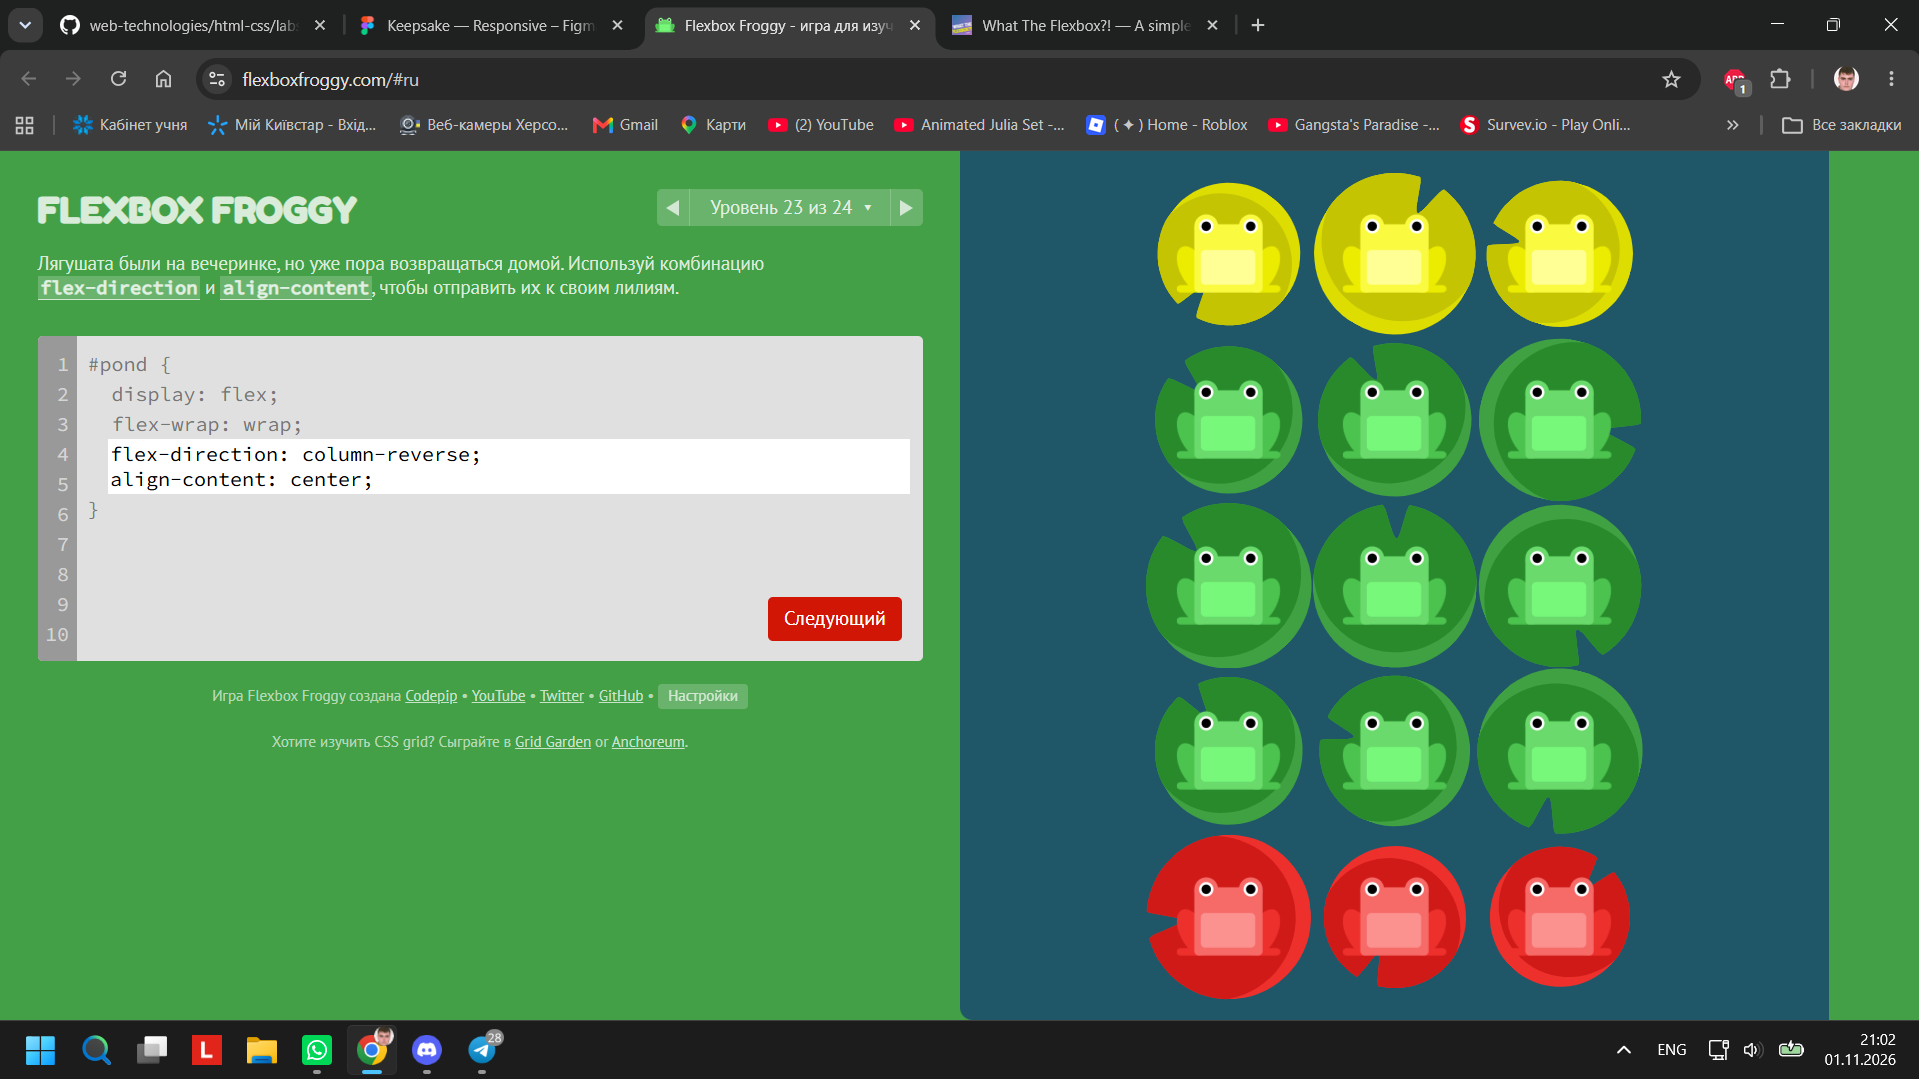 web-technologies/html-css/labs
Keepsake — Responsive – Figm
Flexbox Froggy - игра для изуч
What The Flexbox?! — A simple
flexboxfroggy.com/#ru
ABP
1
Кабінет учня
Мій Київстар - Вхід...
Веб-камеры Херсо...
Gmail
Карти
(2) YouTube
Animated Julia Set -...
( ✦ ) Home - Roblox
Gangsta's Paradise -...
Survev.io - Play Onli...
Все закладки
FLEXBOX FROGGY
Уровень 23 из 24
Лягушата были на вечеринке, но уже пора возвращаться домой. Используй комбинацию
flex-direction и align-content, чтобы отправить их к своим лилиям.
1 #pond {
2 display: flex;
3 flex-wrap: wrap;
4 flex-direction: column-reverse;
5 align-content: center;
6 }
7
8
9
10
Следующий
Игра Flexbox Froggy создана Codepip • YouTube • Twitter • GitHub • Настройки
Хотите изучить CSS grid? Сыграйте в Grid Garden or Anchoreum.
L
28
ENG
21:02
01.11.2026